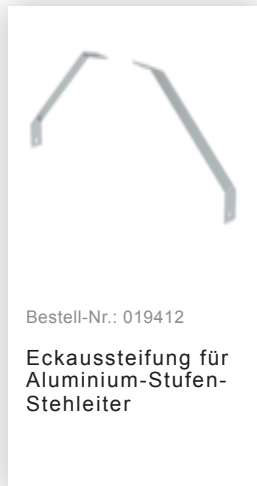 Bestell-Nr.: 019412
Eckaussteifung für
Aluminium-Stufen-
Stehleiter